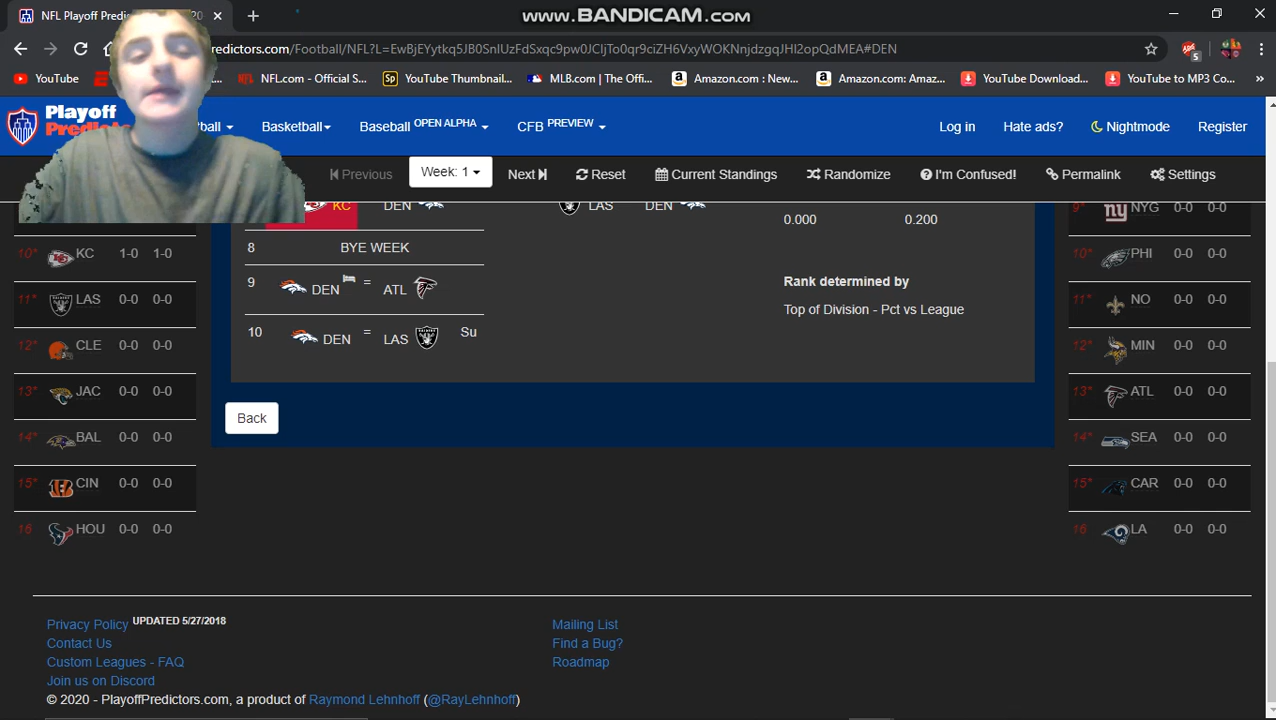 NFL Playoff Predi 20 × +
www.BANDICAM.com
redictors.com/Football/NFL?L=EwBjEYytkq5JB0SnIUzFdSxqc9pw0JCljTo0qr9ciZH6VxyWOKNnjdzgqJHI2opQdMEA#DEN
YouTube NFL.com - Official S... Sp YouTube Thumbnail... MLB.com | The Offi... Amazon.com : New... Amazon.com: Amaz... YouTube Download... YouTube to MP3 Co... »
Playoff
Predict
tball Basketball Baseball OPEN ALPHA CFB PREVIEW Log in Hate ads? Nightmode Register
Previous Week: 1 Next Reset Current Standings Randomize I'm Confused! Permalink Settings
KC DEN LAS DEN 9* NYG 0-0 0-0
0.000 0.200
10* KC 1-0 1-0 8 BYE WEEK 10* PHI 0-0 0-0
9 DEN = ATL Rank determined by
11* LAS 0-0 0-0 Top of Division - Pct vs League 11* NO 0-0 0-0
10 DEN = LAS Su
12* CLE 0-0 0-0 12* MIN 0-0 0-0
13* JAC 0-0 0-0 13* ATL 0-0 0-0
Back
14* BAL 0-0 0-0 14* SEA 0-0 0-0
15* CIN 0-0 0-0 15* CAR 0-0 0-0
16 HOU 0-0 0-0 16 LA 0-0 0-0
Privacy Policy UPDATED 5/27/2018 Mailing List
Contact Us Find a Bug?
Custom Leagues - FAQ Roadmap
Join us on Discord
© 2020 - PlayoffPredictors.com, a product of Raymond Lehnhoff (@RayLehnhoff)